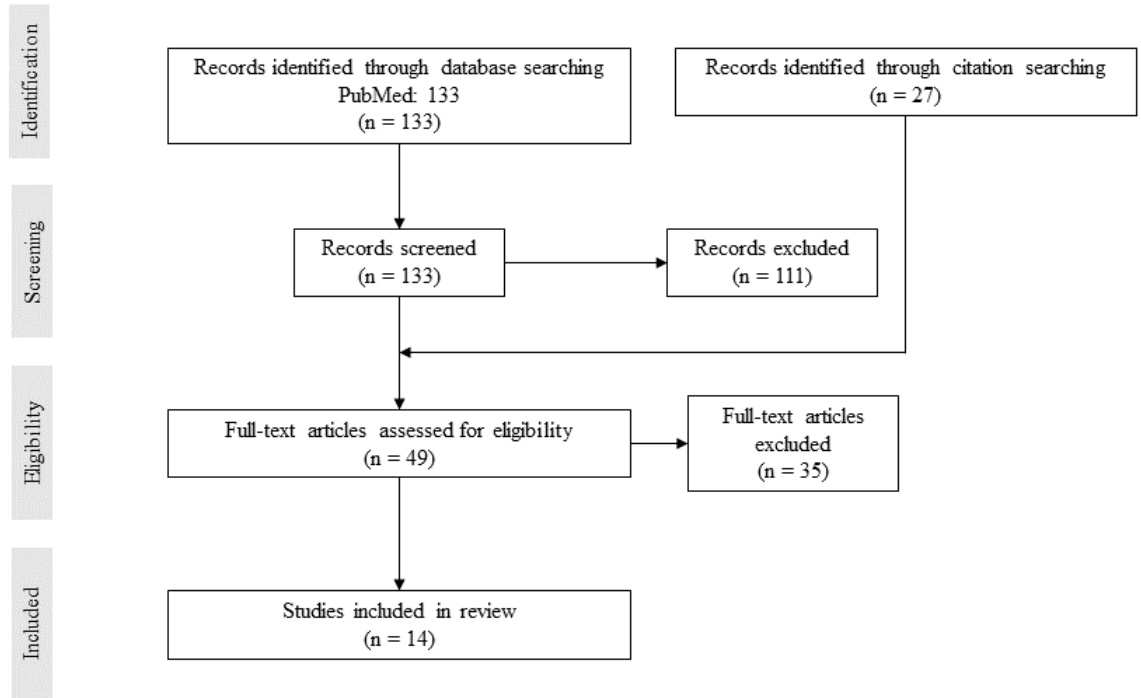 Identification
Records identified through database searching
PubMed: 133
(n = 133)
Records identified through citation searching
(n = 27)
Screening
Records screened
(n = 133)
Records excluded
(n = 111)
Eligibility
Full-text articles assessed for eligibility
(n = 49)
Full-text articles
excluded
(n = 35)
Included
Studies included in review
(n = 14)